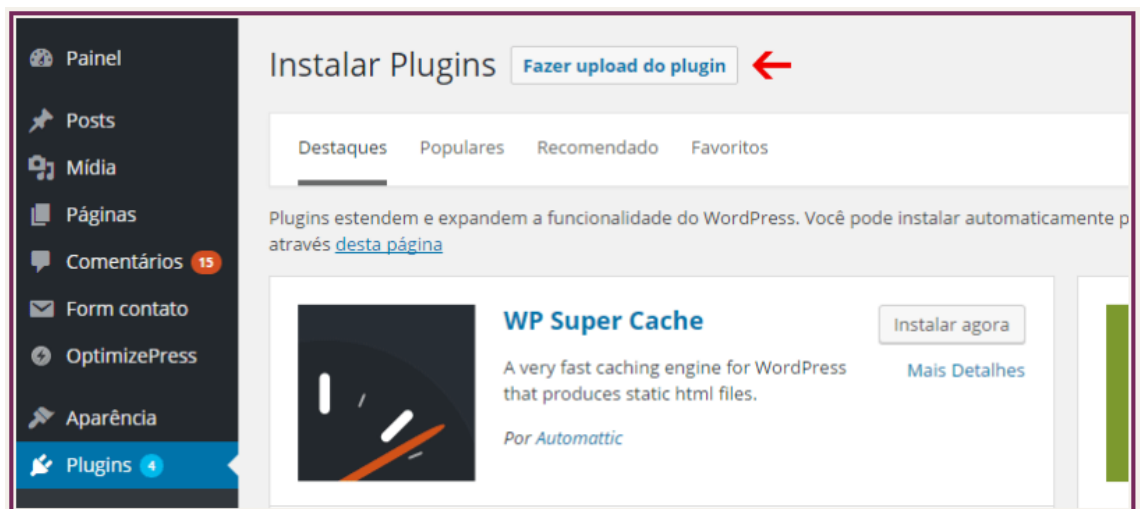 Painel
Posts
Mídia
Páginas
Comentários 15
Form contato
OptimizePress
Aparência
Plugins 4
Instalar Plugins Fazer upload do plugin
Destaques Populares Recomendado Favoritos
Plugins estendem e expandem a funcionalidade do WordPress. Você pode instalar automaticamente p
através desta página
WP Super Cache
Instalar agora
A very fast caching engine for WordPress
that produces static html files.
Mais Detalhes
Por Automattic